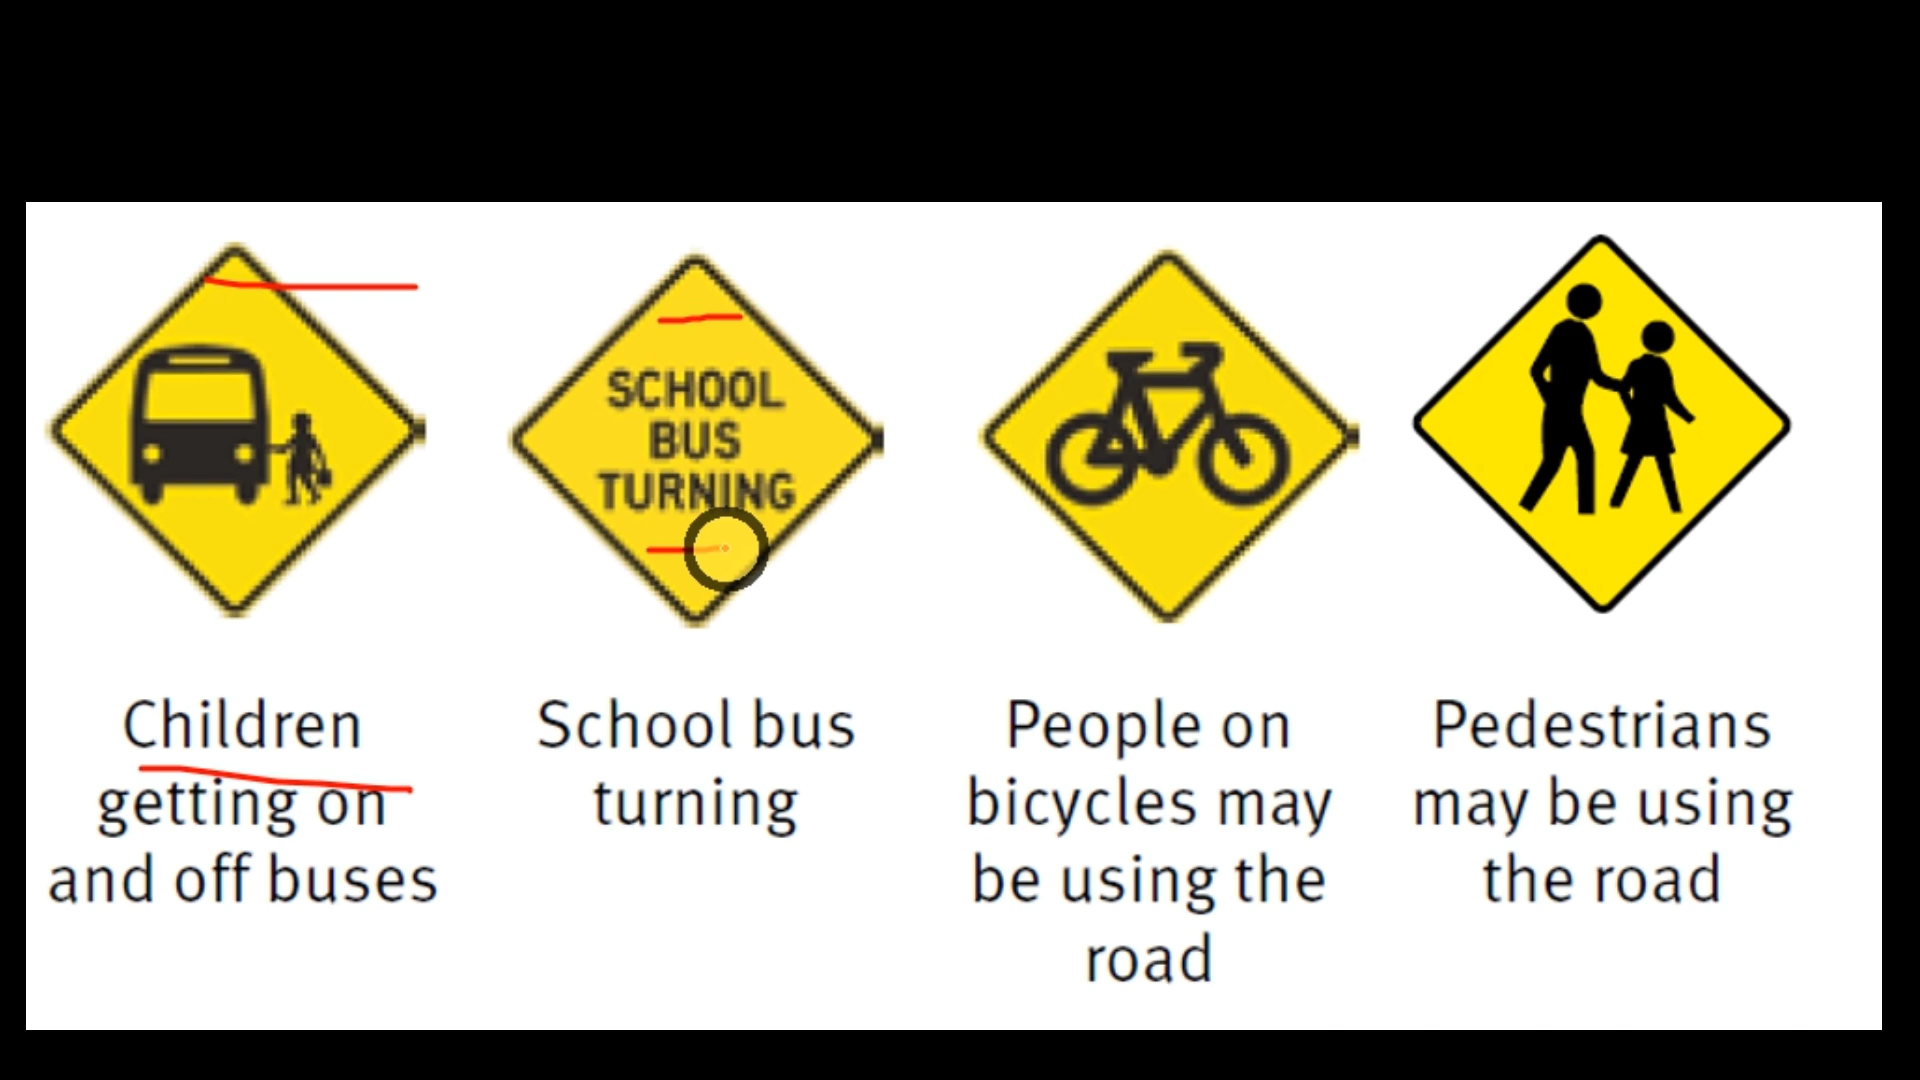 SCHOOL
BUS
TURNING
Children
getting on
and off buses
School bus
turning
People on
bicycles may
be using the
road
Pedestrians
may be using
the road